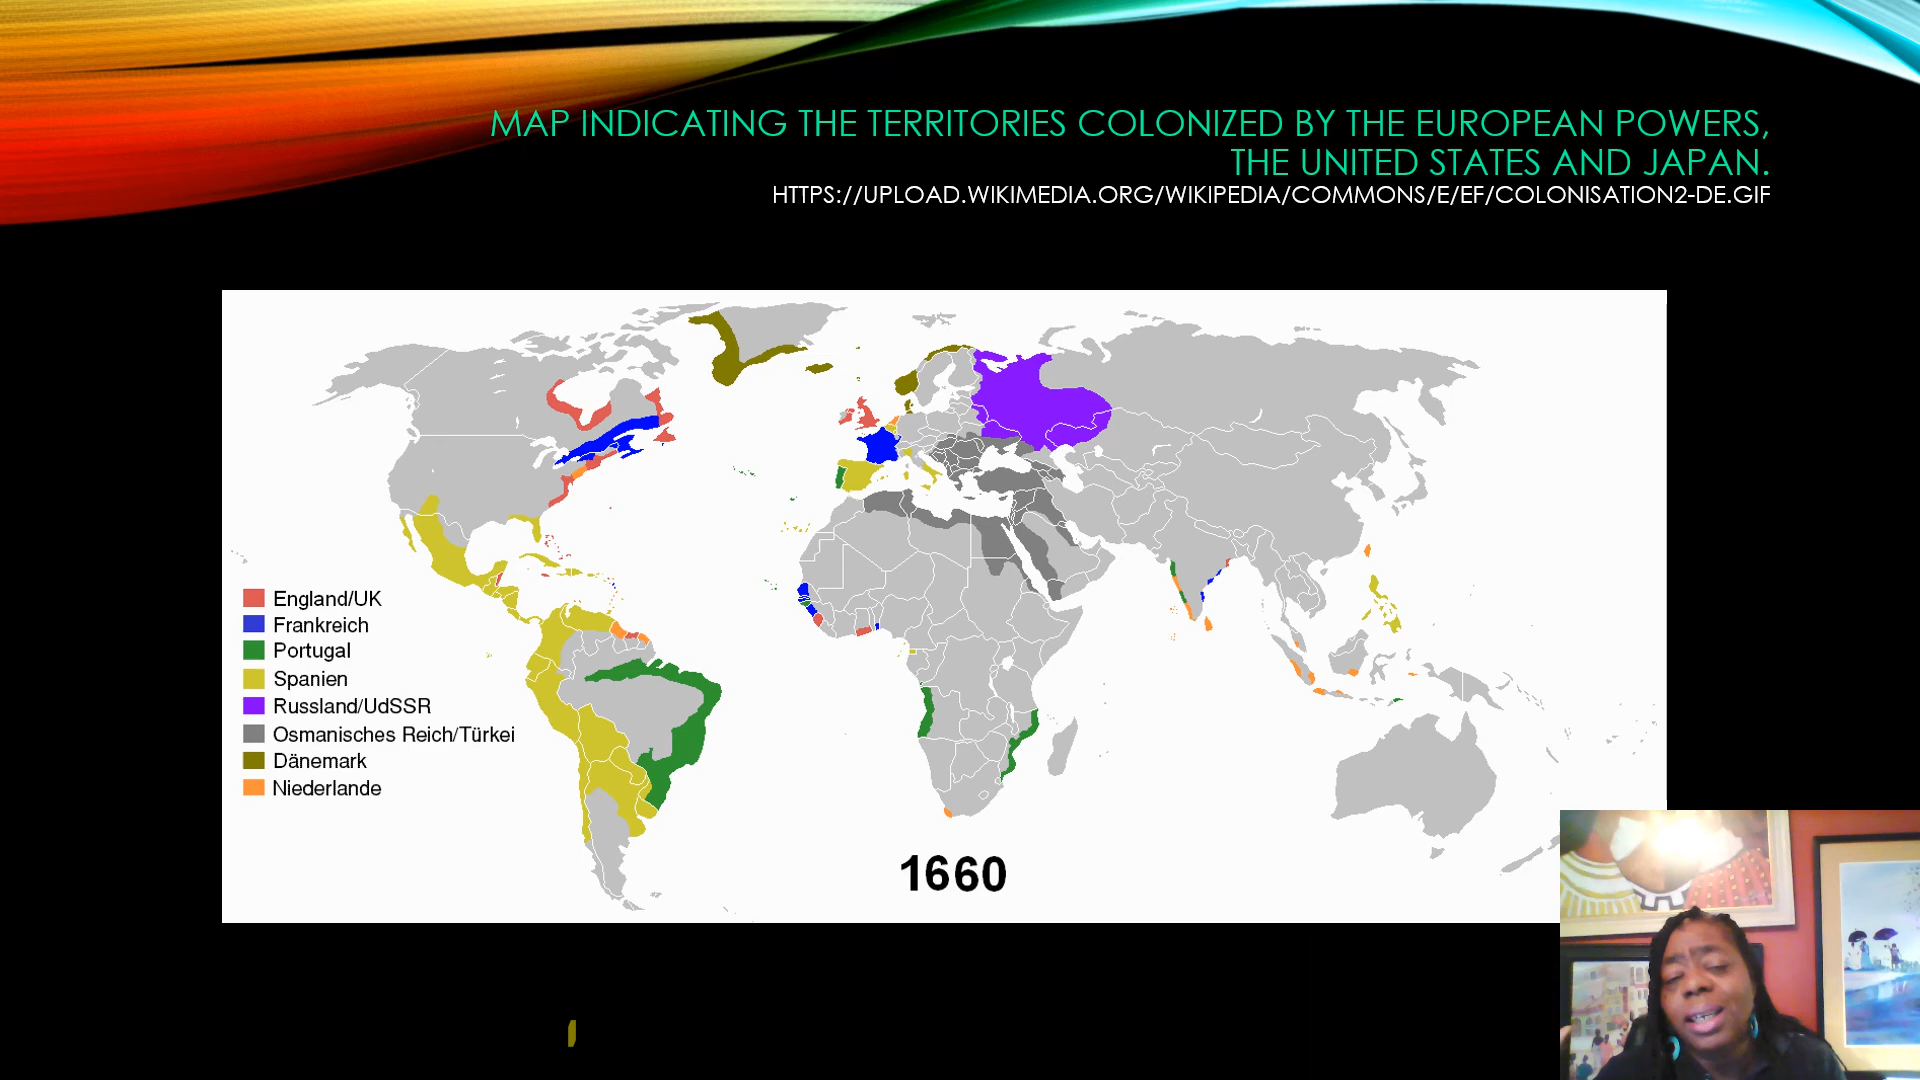 MAP INDICATING THE TERRITORIES COLONIZED BY THE EUROPEAN POWERS,
THE UNITED STATES AND JAPAN.
HTTPS://UPLOAD.WIKIMEDIA.ORG/WIKIPEDIA/COMMONS/E/EF/COLONISATION2-DE.GIF
England/UK
Frankreich
Portugal
Spanien
Russland/UdSSR
Osmanisches Reich/Türkei
Dänemark
Niederlande
1660